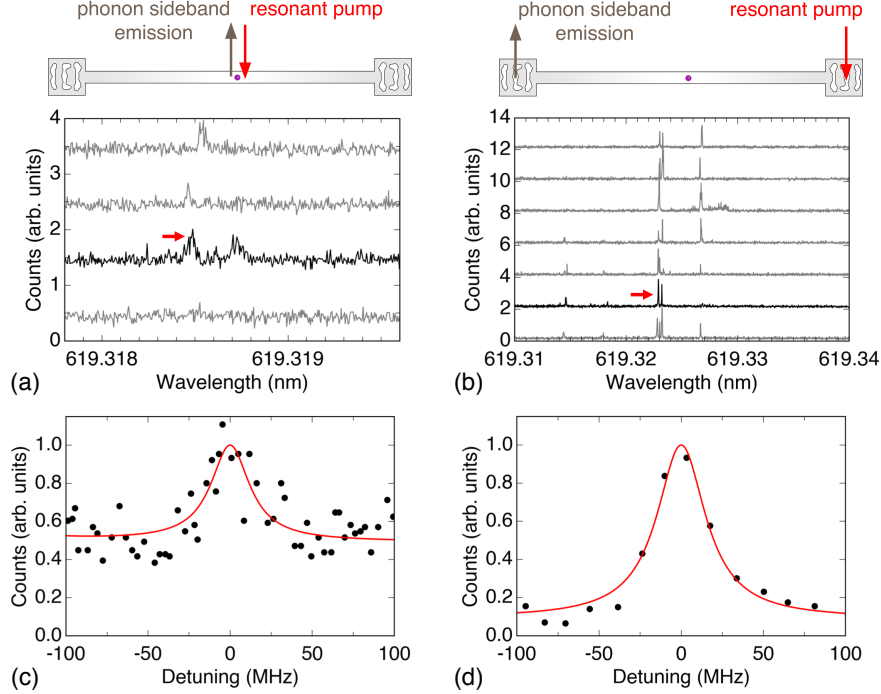 phonon sideband
emission
resonant pump
phonon sideband
emission
resonant pump
4
3
2
1
0
Counts (arb. units)
619.318
619.319
Wavelength (nm)
(a)
14
12
10
8
6
4
2
0
Counts (arb. units)
619.31
619.32
619.33
619.34
Wavelength (nm)
(b)
1.0
0.8
0.6
0.4
0.2
0.0
Counts (arb. units)
-100
-50
0
50
100
Detuning (MHz)
(c)
1.0
0.8
0.6
0.4
0.2
0.0
Counts (arb. units)
-100
-50
0
50
100
Detuning (MHz)
(d)